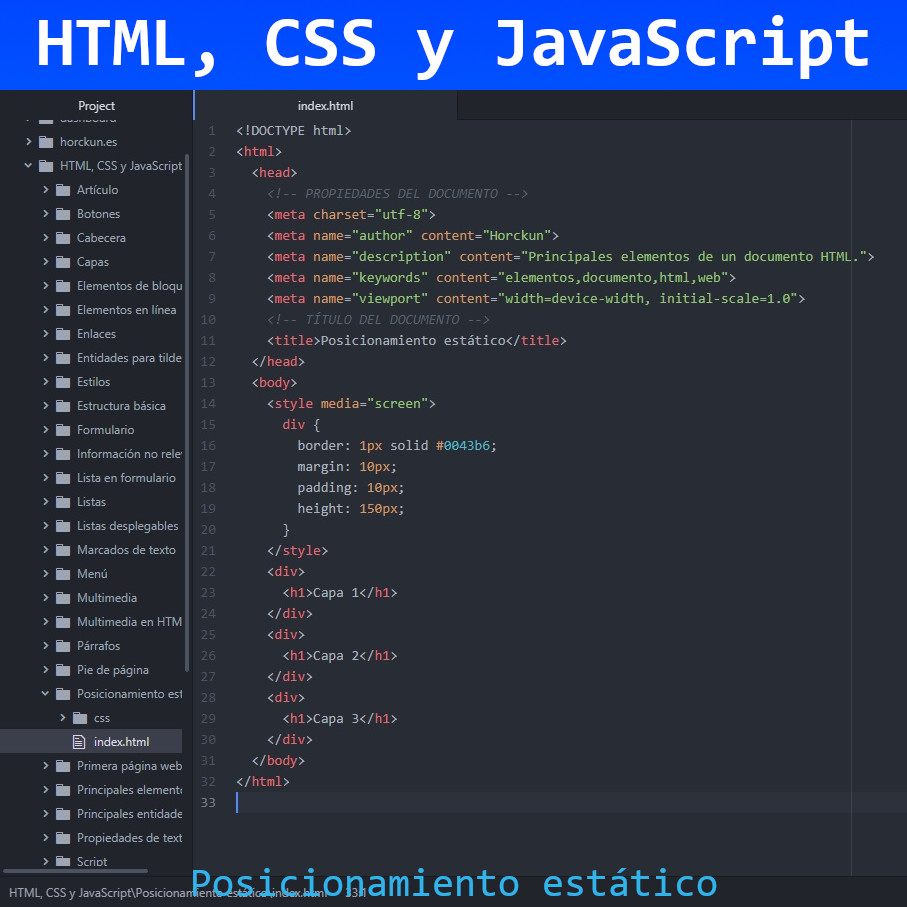 HTML, CSS y JavaScript
Project
index.html
dashboard
horckun.es
HTML, CSS y JavaScript
Artículo
Botones
Cabecera
Capas
Elementos de bloqu
Elementos en línea
Enlaces
Entidades para tilde
Estilos
Estructura básica
Formulario
Información no rele
Lista en formulario
Listas
Listas desplegables
Marcados de texto
Menú
Multimedia
Multimedia en HTM
Párrafos
Pie de página
Posicionamiento est
css
index.html
Primera página web
Principales element
Principales entidade
Propiedades de text
Script
1 <!DOCTYPE html>
2 <html>
3 <head>
4 <!-- PROPIEDADES DEL DOCUMENTO -->
5 <meta charset="utf-8">
6 <meta name="author" content="Horckun">
7 <meta name="description" content="Principales elementos de un documento HTML.">
8 <meta name="keywords" content="elementos,documento,html,web">
9 <meta name="viewport" content="width=device-width, initial-scale=1.0">
10 <!-- TÍTULO DEL DOCUMENTO -->
11 <title>Posicionamiento estático</title>
12 </head>
13 <body>
14 <style media="screen">
15 div {
16 border: 1px solid #0043b6;
17 margin: 10px;
18 padding: 10px;
19 height: 150px;
20 }
21 </style>
22 <div>
23 <h1>Capa 1</h1>
24 </div>
25 <div>
26 <h1>Capa 2</h1>
27 </div>
28 <div>
29 <h1>Capa 3</h1>
30 </div>
31 </body>
32 </html>
33
HTML, CSS y JavaScript\Posicionamiento estático\index.html 33:1
Posicionamiento estático